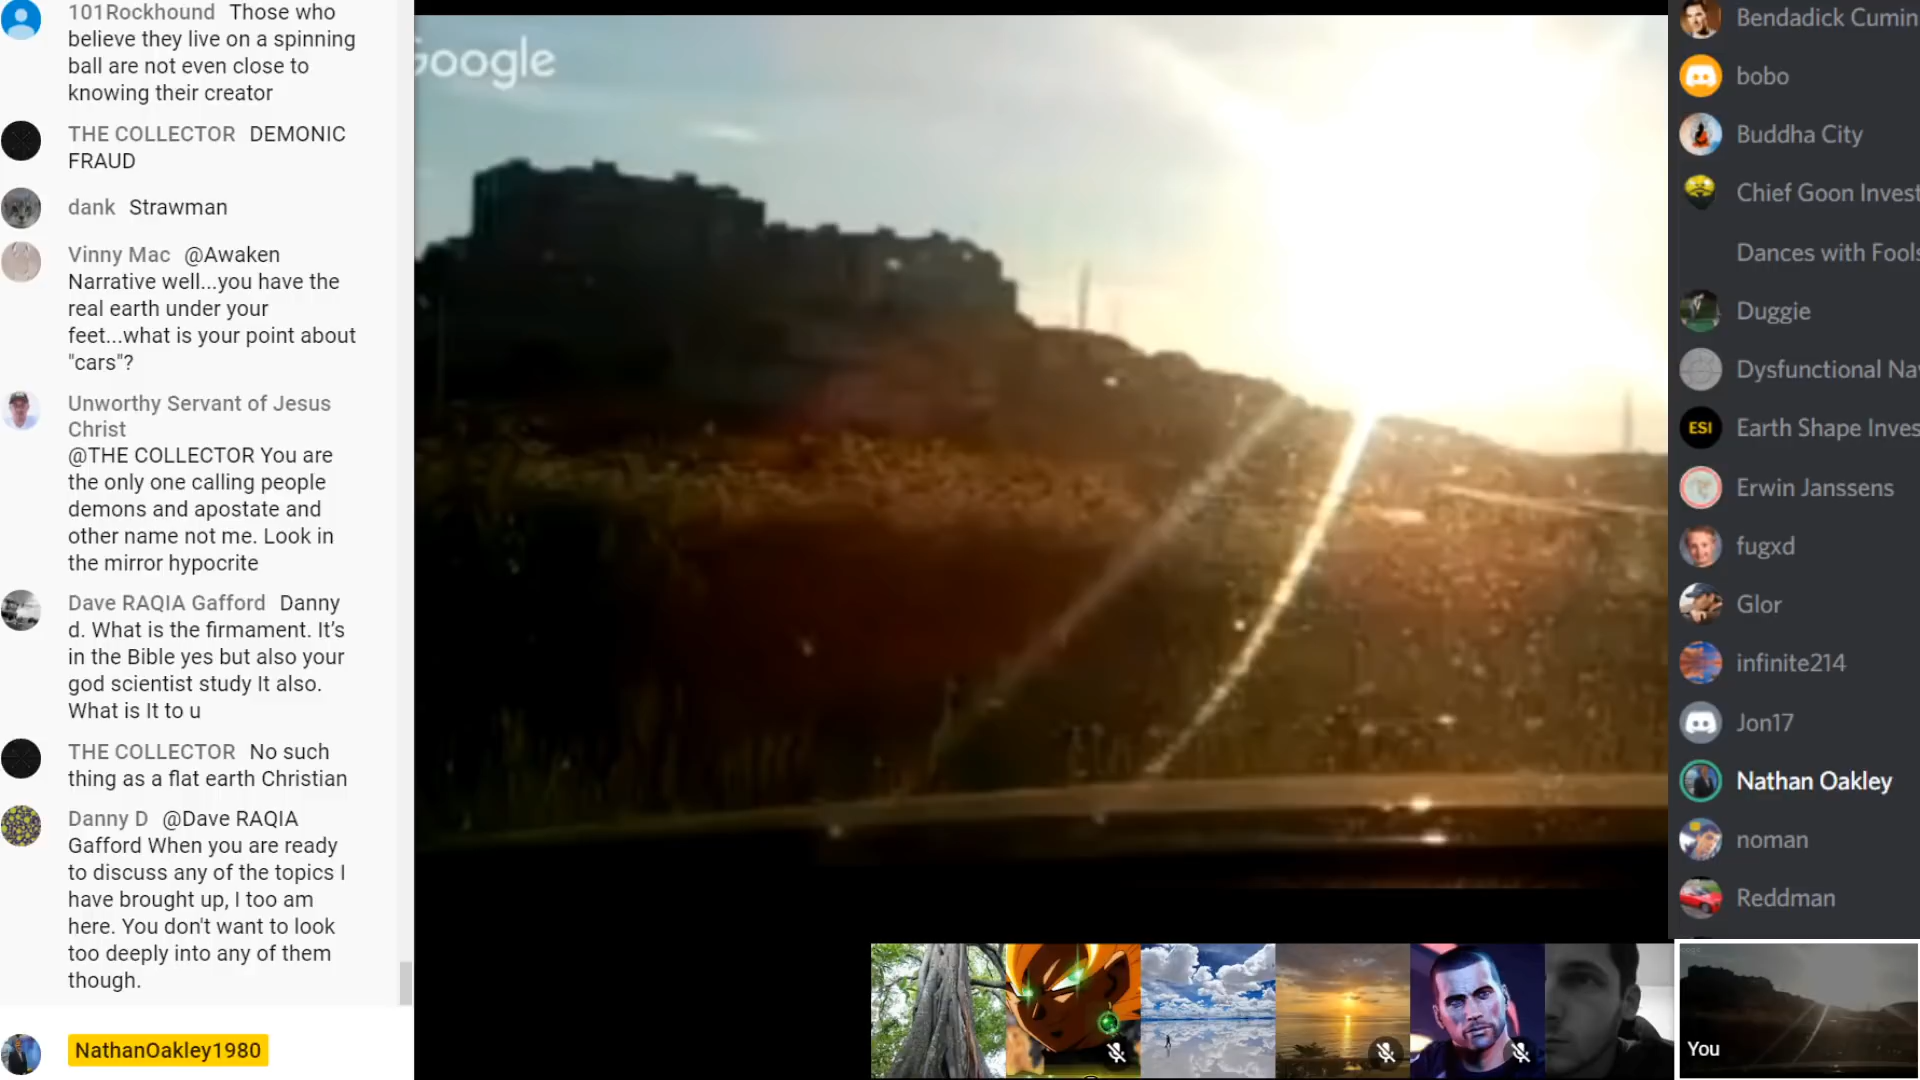 101Rockhound Those who
believe they live on a spinning
ball are not even close to
knowing their creator
THE COLLECTOR DEMONIC
FRAUD
dank Strawman
Vinny Mac @Awaken
Narrative well...you have the
real earth under your
feet...what is your point about
"cars"?
Unworthy Servant of Jesus
Christ
@THE COLLECTOR You are
the only one calling people
demons and apostate and
other name not me. Look in
the mirror hypocrite
Dave RAQIA Gafford Danny
d. What is the firmament. It’s
in the Bible yes but also your
god scientist study It also.
What is It to u
THE COLLECTOR No such
thing as a flat earth Christian
Danny D @Dave RAQIA
Gafford When you are ready
to discuss any of the topics I
have brought up, I too am
here. You don't want to look
too deeply into any of them
though.
NathanOakley1980
Google
Bendadick Cumin
bobo
Buddha City
Chief Goon Invest
Dances with Fools
Duggie
Dysfunctional Na
ESI
Earth Shape Inves
Erwin Janssens
fugxd
Glor
infinite214
Jon17
Nathan Oakley
noman
Reddman
You